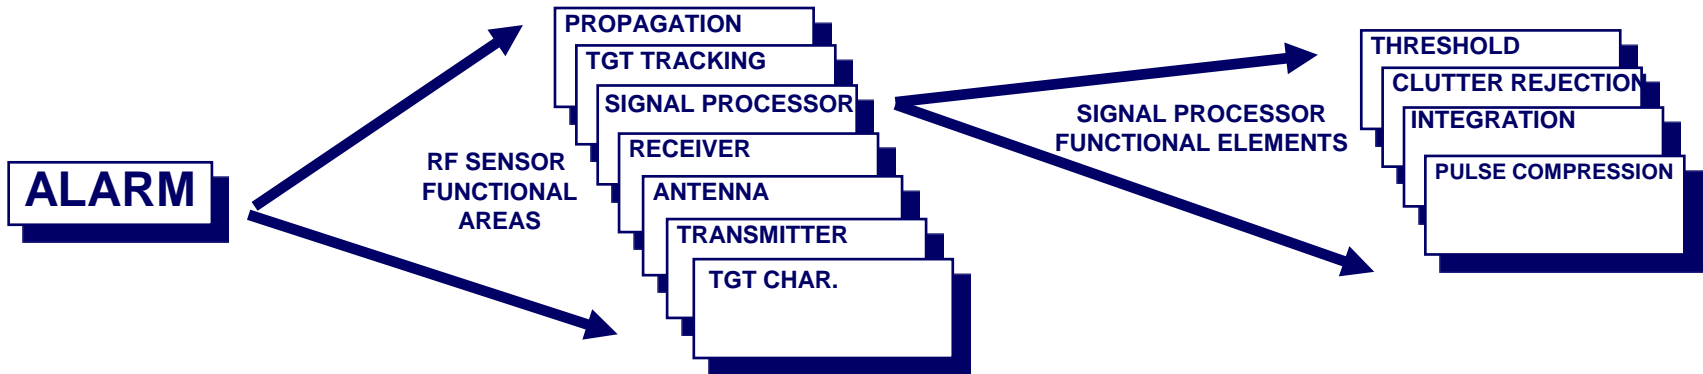 ALARM
RF SENSOR
FUNCTIONAL
AREAS
PROPAGATION
TGT TRACKING
SIGNAL PROCESSOR
RECEIVER
ANTENNA
TRANSMITTER
TGT CHAR.
SIGNAL PROCESSOR
FUNCTIONAL ELEMENTS
THRESHOLD
CLUTTER REJECTION
INTEGRATION
PULSE COMPRESSION